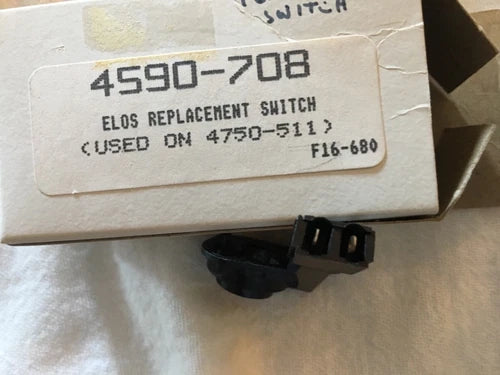 SWITCH
4590-708
ELOS REPLACEMENT SWITCH
(USED ON 4750-511)
F16-680